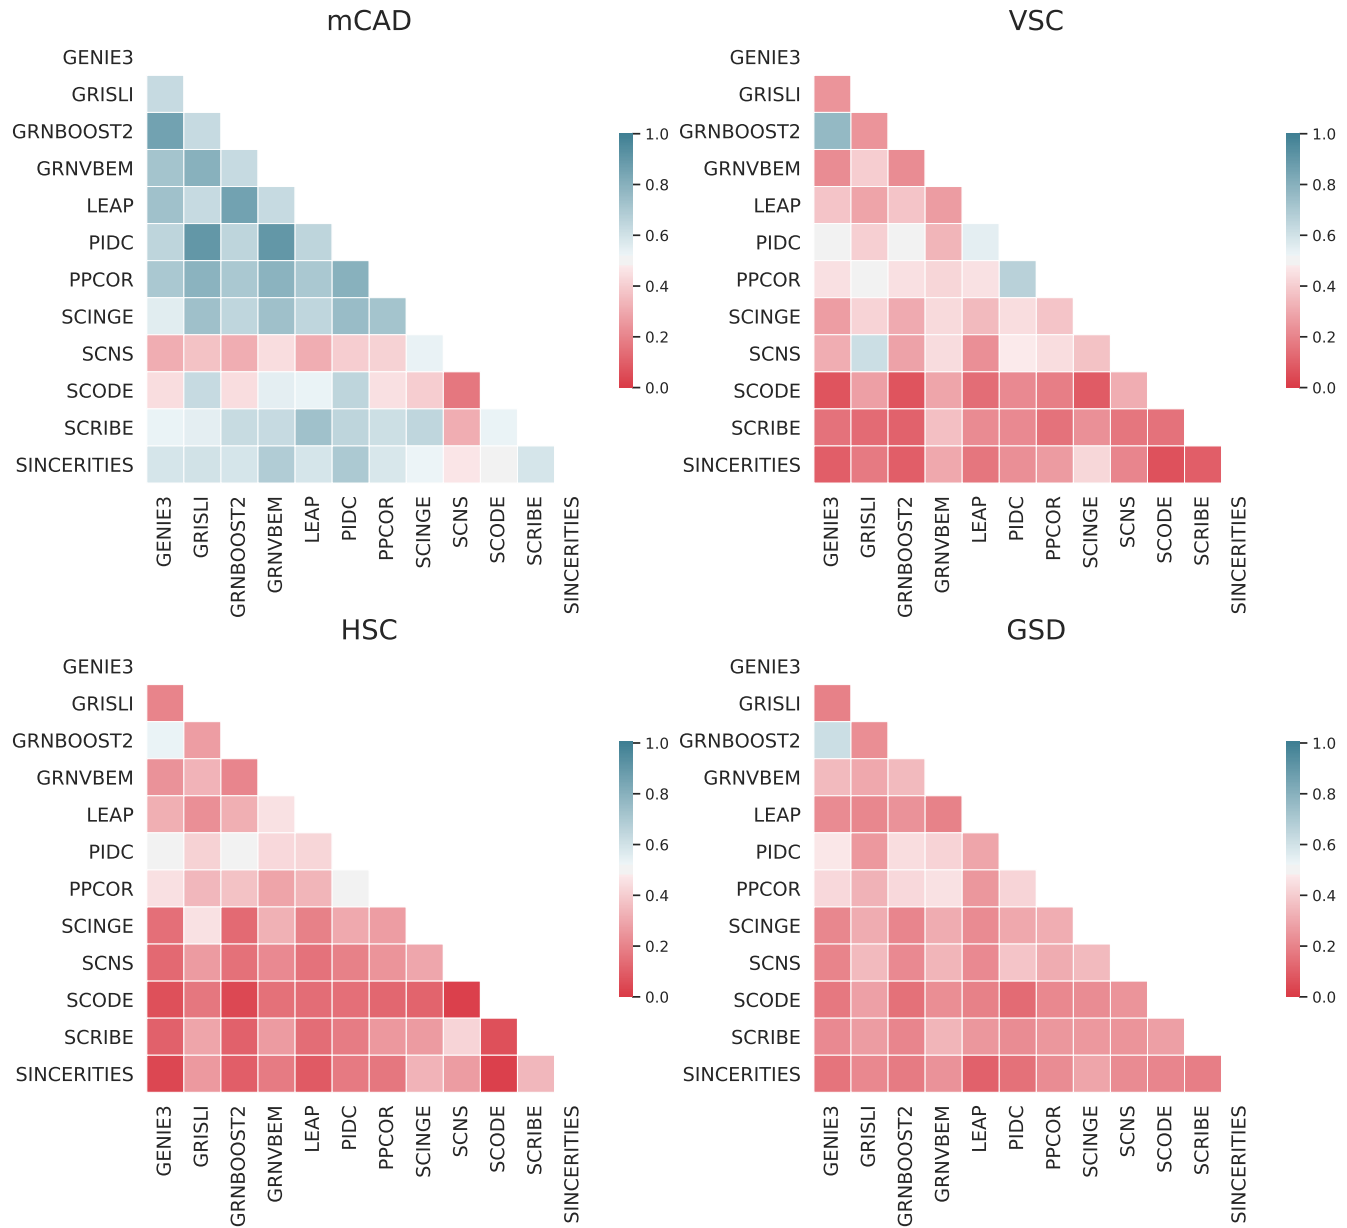 mCAD
GENIE3
GRISLI
GRNBOOST2
GRNVBEM
LEAP
PIDC
PPCOR
SCINGE
SCNS
SCODE
SCRIBE
SINCERITIES
GENIE3
GRISLI
GRNBOOST2
GRNVBEM
LEAP
PIDC
PPCOR
SCINGE
SCNS
SCODE
SCRIBE
SINCERITIES
1.0
0.8
0.6
0.4
0.2
0.0
VSC
GENIE3
GRISLI
GRNBOOST2
GRNVBEM
LEAP
PIDC
PPCOR
SCINGE
SCNS
SCODE
SCRIBE
SINCERITIES
GENIE3
GRISLI
GRNBOOST2
GRNVBEM
LEAP
PIDC
PPCOR
SCINGE
SCNS
SCODE
SCRIBE
SINCERITIES
1.0
0.8
0.6
0.4
0.2
0.0
HSC
GENIE3
GRISLI
GRNBOOST2
GRNVBEM
LEAP
PIDC
PPCOR
SCINGE
SCNS
SCODE
SCRIBE
SINCERITIES
GENIE3
GRISLI
GRNBOOST2
GRNVBEM
LEAP
PIDC
PPCOR
SCINGE
SCNS
SCODE
SCRIBE
SINCERITIES
1.0
0.8
0.6
0.4
0.2
0.0
GSD
GENIE3
GRISLI
GRNBOOST2
GRNVBEM
LEAP
PIDC
PPCOR
SCINGE
SCNS
SCODE
SCRIBE
SINCERITIES
GENIE3
GRISLI
GRNBOOST2
GRNVBEM
LEAP
PIDC
PPCOR
SCINGE
SCNS
SCODE
SCRIBE
SINCERITIES
1.0
0.8
0.6
0.4
0.2
0.0